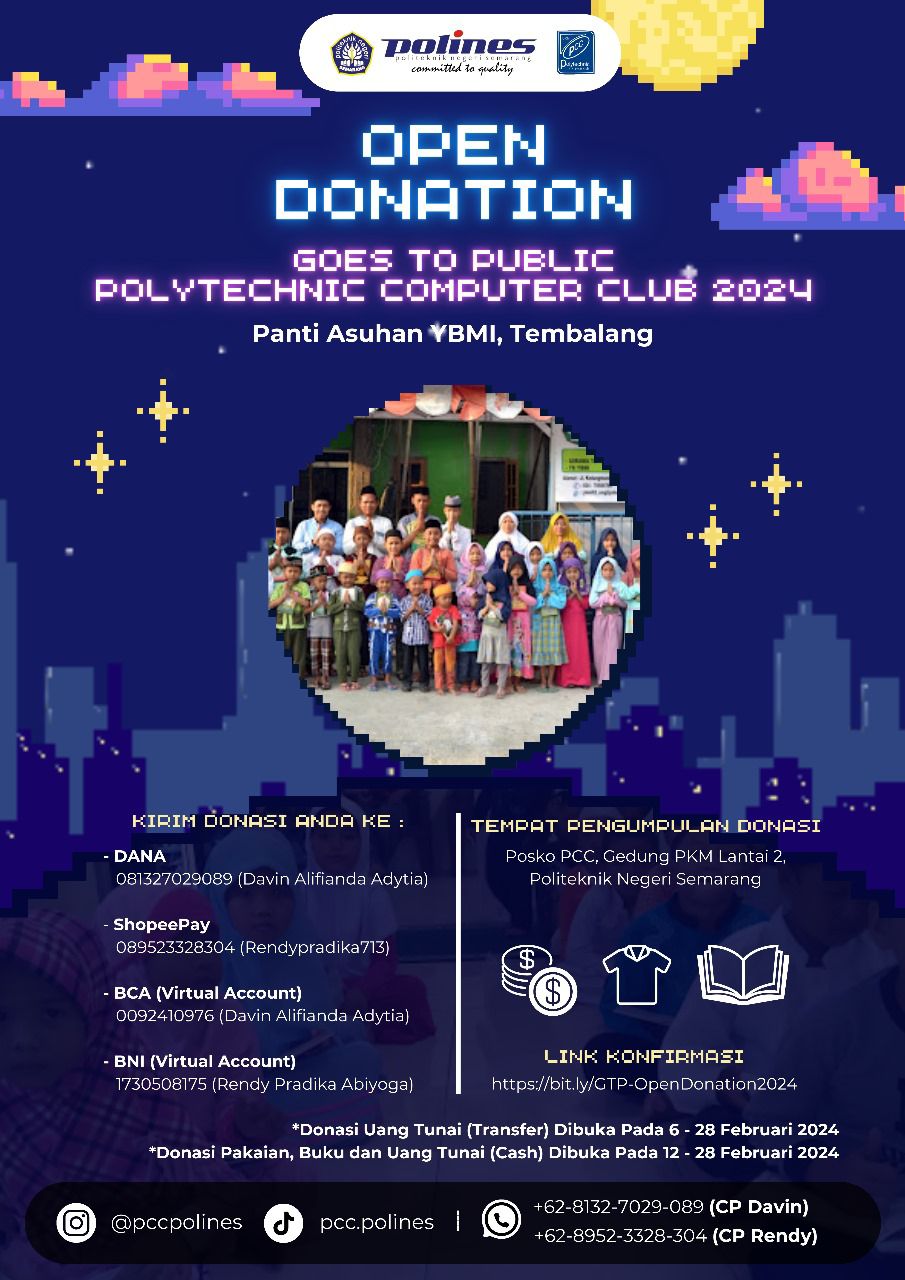 polines
politeknik negeri semarang
committed to quality
pcc
Polytechnic
OPEN
DONATION
GOES TO PUBLIC
POLYTECHNIC COMPUTER CLUB 2024
Panti Asuhan YBMI, Tembalang
KIRIM DONASI ANDA KE :
- DANA
081327029089 (Davin Alifianda Adytia)
- ShopeePay
089523328304 (Rendypradika713)
- BCA (Virtual Account)
0092410976 (Davin Alifianda Adytia)
- BNI (Virtual Account)
1730508175 (Rendy Pradika Abiyoga)
TEMPAT PENGUMPULAN DONASI
Posko PCC, Gedung PKM Lantai 2,
Politeknik Negeri Semarang
LINK KONFIRMASI
https://bit.ly/GTP-OpenDonation2024
*Donasi Uang Tunai (Transfer) Dibuka Pada 6 - 28 Februari 2024
*Donasi Pakaian, Buku dan Uang Tunai (Cash) Dibuka Pada 12 - 28 Februari 2024
@pccpolines
pcc.polines
+62-8132-7029-089 (CP Davin)
+62-8952-3328-304 (CP Rendy)